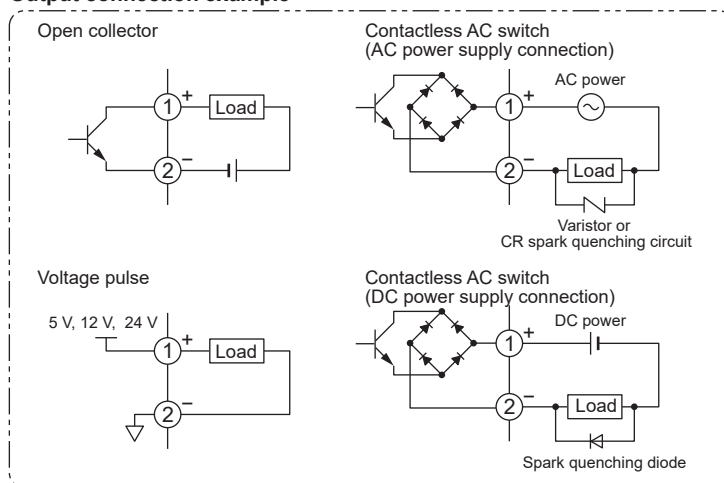 Output connection example
Open collector
1
+
Load
2
−
Contactless AC switch
(AC power supply connection)
AC power
1
+
2
−
Load
Varistor or
CR spark quenching circuit
Voltage pulse
5 V, 12 V, 24 V
1
+
Load
2
−
Contactless AC switch
(DC power supply connection)
DC power
1
+
2
−
Load
Spark quenching diode